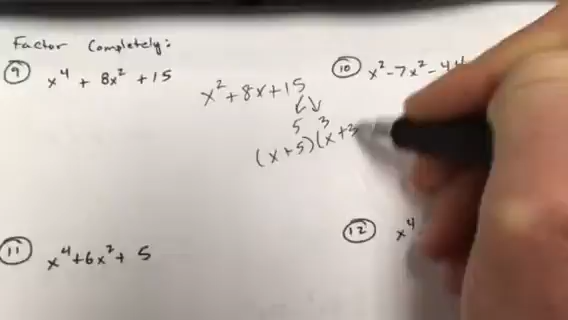 Factor Completely:
9 x⁴ + 8x² + 15
x² + 8x + 15
5 3
(x + 5)(x + 3
10 x² - 7x² - 44
11 x⁴ + 6x² + 5
12 x⁴